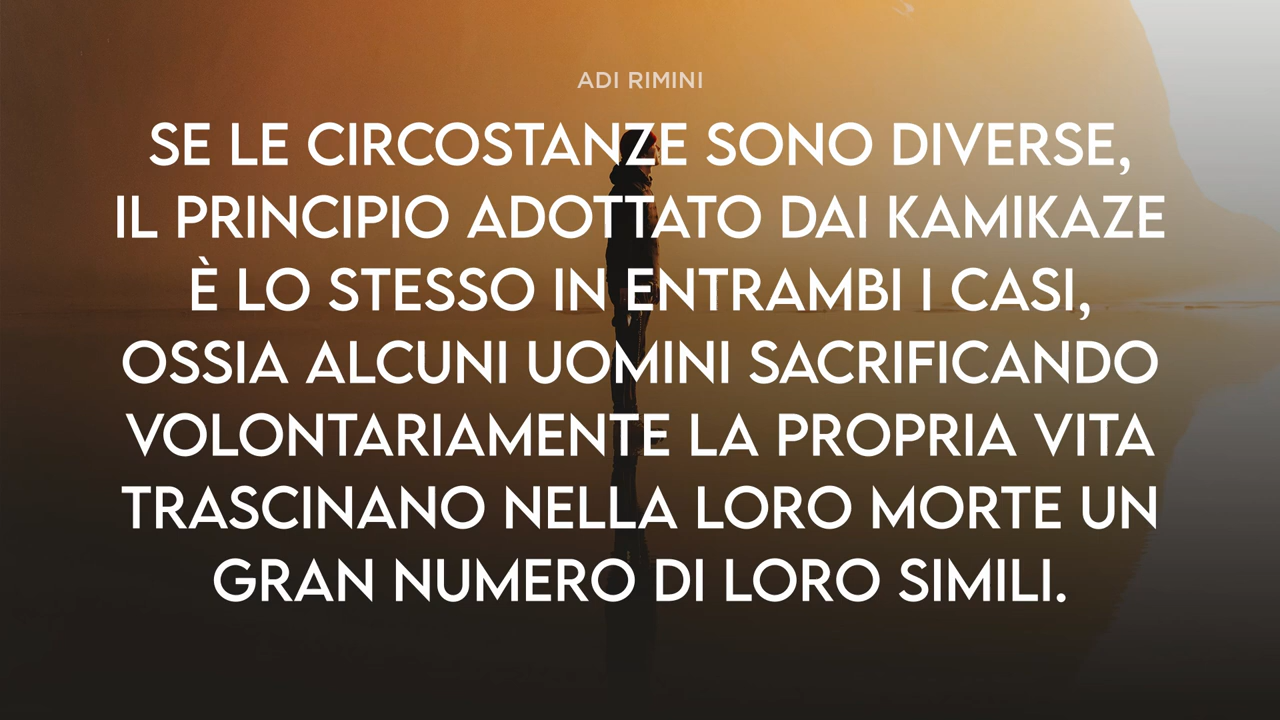 ADI RIMINI
SE LE CIRCOSTANZE SONO DIVERSE,
IL PRINCIPIO ADOTTATO DAI KAMIKAZE
È LO STESSO IN ENTRAMBI I CASI,
OSSIA ALCUNI UOMINI SACRIFICANDO
VOLONTARIAMENTE LA PROPRIA VITA
TRASCINANO NELLA LORO MORTE UN
GRAN NUMERO DI LORO SIMILI.